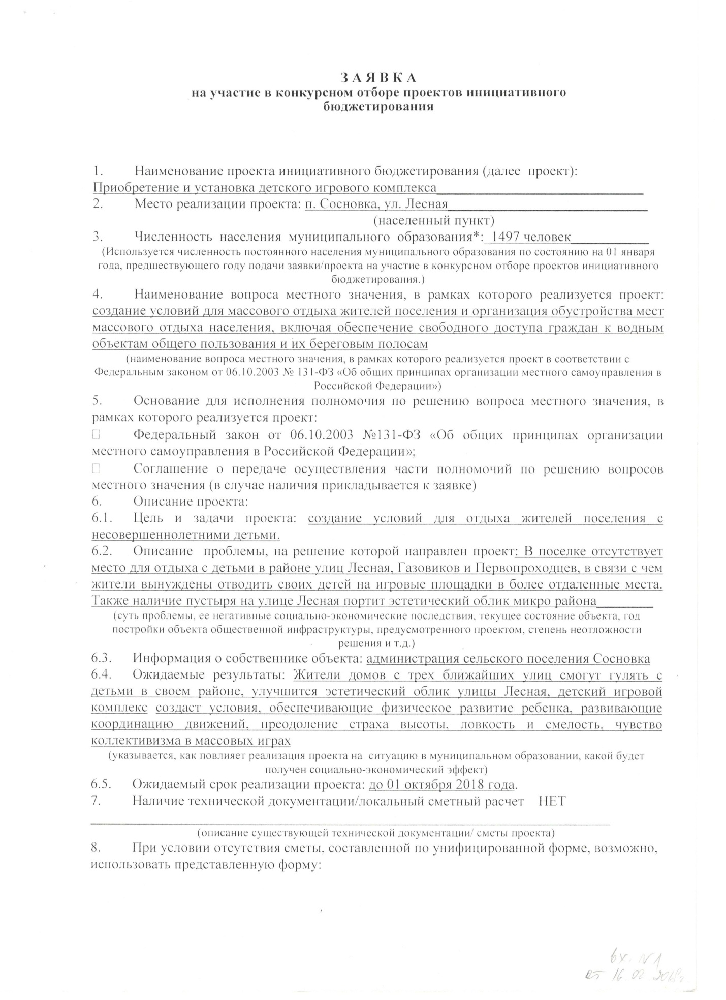 З А Я В К А
на участие в конкурсном отборе проектов инициативного
бюджетирования
1. Наименование проекта инициативного бюджетирования (далее проект):
Приобретение и установка детского игрового комплекса
2. Место реализации проекта: п. Сосновка, ул. Лесная
(населенный пункт)
3. Численность населения муниципального образования*: 1497 человек
(Используется численность постоянного населения муниципального образования по состоянию на 01 января
года, предшествующего году подачи заявки/проекта на участие в конкурсном отборе проектов инициативного
бюджетирования.)
4. Наименование вопроса местного значения, в рамках которого реализуется проект:
создание условий для массового отдыха жителей поселения и организация обустройства мест
массового отдыха населения, включая обеспечение свободного доступа граждан к водным
объектам общего пользования и их береговым полосам
(наименование вопроса местного значения, в рамках которого реализуется проект в соответствии с
Федеральным законом от 06.10.2003 № 131-ФЗ «Об общих принципах организации местного самоуправления в
Российской Федерации»)
5. Основание для исполнения полномочия по решению вопроса местного значения, в
рамках которого реализуется проект:
□ Федеральный закон от 06.10.2003 №131-ФЗ «Об общих принципах организации
местного самоуправления в Российской Федерации»;
□ Соглашение о передаче осуществления части полномочий по решению вопросов
местного значения (в случае наличия прикладывается к заявке)
6. Описание проекта:
6.1. Цель и задачи проекта: создание условий для отдыха жителей поселения с
несовершеннолетними детьми.
6.2. Описание проблемы, на решение которой направлен проект: В поселке отсутствует
место для отдыха с детьми в районе улиц Лесная, Газовиков и Первопроходцев, в связи с чем
жители вынуждены отводить своих детей на игровые площадки в более отдаленные места.
Также наличие пустыря на улице Лесная портит эстетический облик микро района
(суть проблемы, ее негативные социально-экономические последствия, текущее состояние объекта, год
постройки объекта общественной инфраструктуры, предусмотренного проектом, степень неотложности
решения и т.д.)
6.3. Информация о собственнике объекта: администрация сельского поселения Сосновка
6.4. Ожидаемые результаты: Жители домов с трех ближайших улиц смогут гулять с
детьми в своем районе, улучшится эстетический облик улицы Лесная, детский игровой
комплекс создаст условия, обеспечивающие физическое развитие ребенка, развивающие
координацию движений, преодоление страха высоты, ловкость и смелость, чувство
коллективизма в массовых играх
(указывается, как повлияет реализация проекта на ситуацию в муниципальном образовании, какой будет
получен социально-экономический эффект)
6.5. Ожидаемый срок реализации проекта: до 01 октября 2018 года.
7. Наличие технической документации/локальный сметный расчет НЕТ
(описание существующей технической документации/ сметы проекта)
8. При условии отсутствия сметы, составленной по унифицированной форме, возможно,
использовать представленную форму:
вх. N1
от 16.02.2018г.